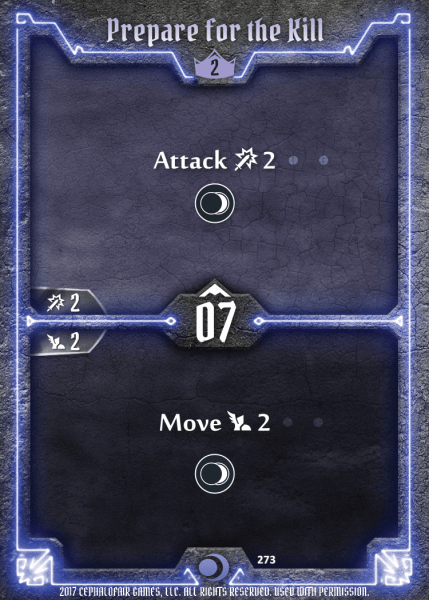 Prepare for the Kill
2
Attack 2
2
07
2
Move 2
273
2017 CEPHALOFAIR GAMES, LLC. ALL RIGHTS RESERVED. USED WITH PERMISSION.